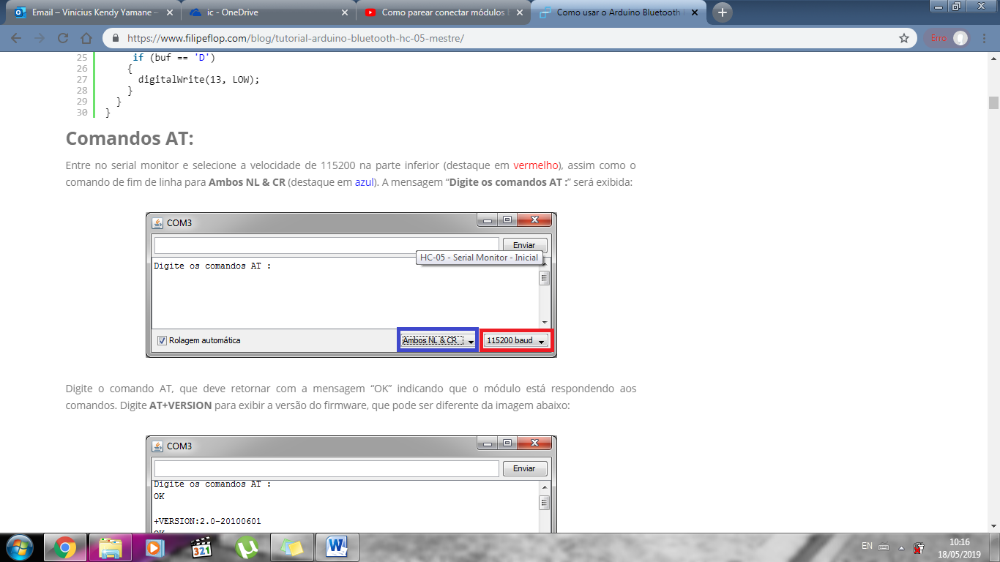 Email – Vinicius Kendy Yamane –
ic - OneDrive
Como parear conectar módulos
Como usar o Arduino Bluetooth
https://www.filipeflop.com/blog/tutorial-arduino-bluetooth-hc-05-mestre/
Erro
25 if (buf == 'D')
26 {
27 digitalWrite(13, LOW);
28 }
29 }
30 }
Comandos AT:
Entre no serial monitor e selecione a velocidade de 115200 na parte inferior (destaque em vermelho), assim como o
comando de fim de linha para Ambos NL & CR (destaque em azul). A mensagem “Digite os comandos AT :” será exibida:
COM3
Enviar
HC-05 - Serial Monitor - Inicial
Digite os comandos AT :
Rolagem automática
Ambos NL & CR
115200 baud
Digite o comando AT, que deve retornar com a mensagem “OK” indicando que o módulo está respondendo aos
comandos. Digite AT+VERSION para exibir a versão do firmware, que pode ser diferente da imagem abaixo:
COM3
Enviar
Digite os comandos AT :
OK
+VERSION:2.0-20100601
OK
321
EN
10:16
18/05/2019